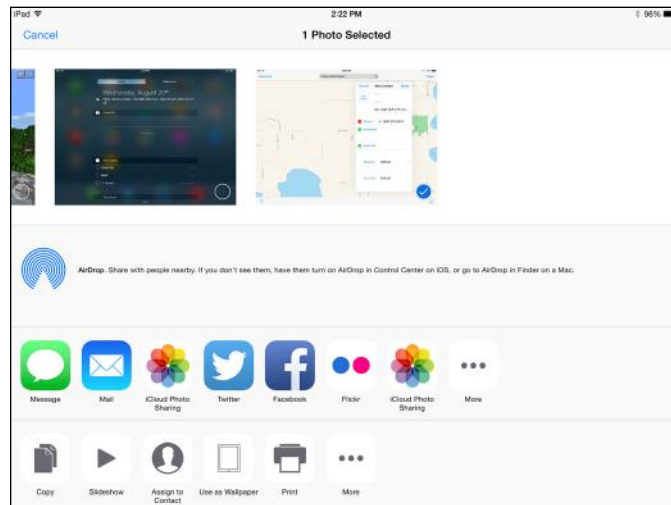 iPad
2:22 PM
96%
Cancel
1 Photo Selected
Wednesday, August 20th
New Contact
AirDrop. Share with people nearby. If you don't see them, have them turn on AirDrop in Control Center on iOS, or go to AirDrop in Finder on a Mac.
Message
Mail
iCloud Photo
Sharing
Twitter
Facebook
Flickr
iCloud Photo
Sharing
More
Copy
Slideshow
Assign to
Contact
Use as Wallpaper
Print
More